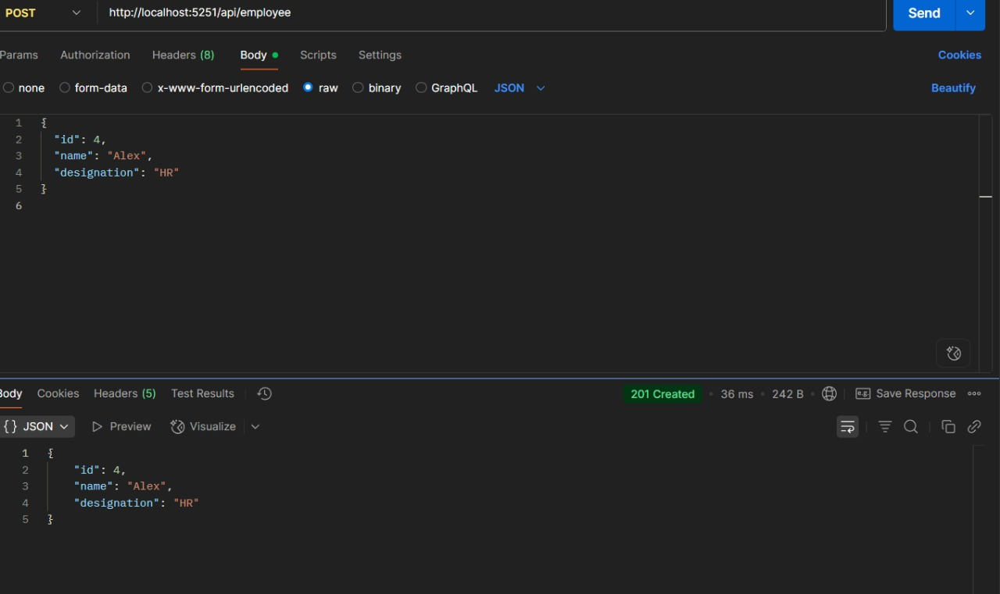 POST http://localhost:5251/api/employee Send
Params Authorization Headers (8) Body Scripts Settings Cookies
none form-data x-www-form-urlencoded raw binary GraphQL JSON Beautify
1 {
2 "id": 4,
3 "name": "Alex",
4 "designation": "HR"
5 }
6
Body Cookies Headers (5) Test Results 201 Created • 36 ms • 242 B • e.g. Save Response
{} JSON Preview Visualize
1 {
2 "id": 4,
3 "name": "Alex",
4 "designation": "HR"
5 }